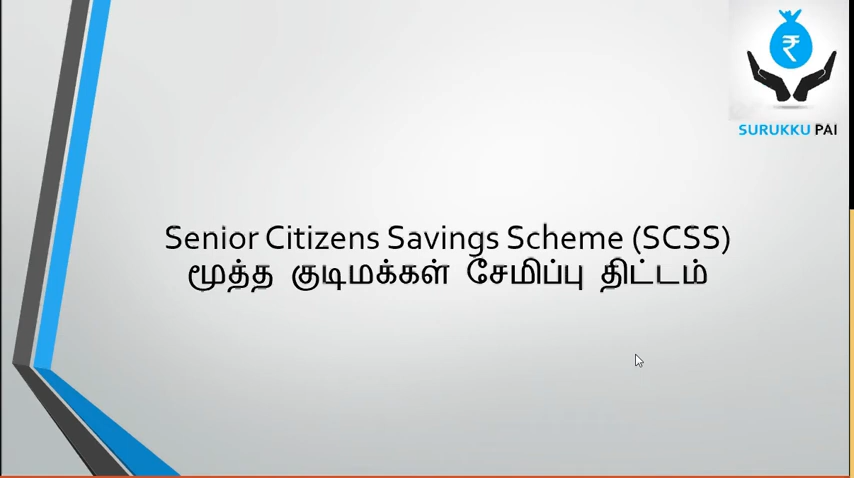 SURUKKU PAI
Senior Citizens Savings Scheme (SCSS)
மூத்த குடிமக்கள் சேமிப்பு திட்டம்